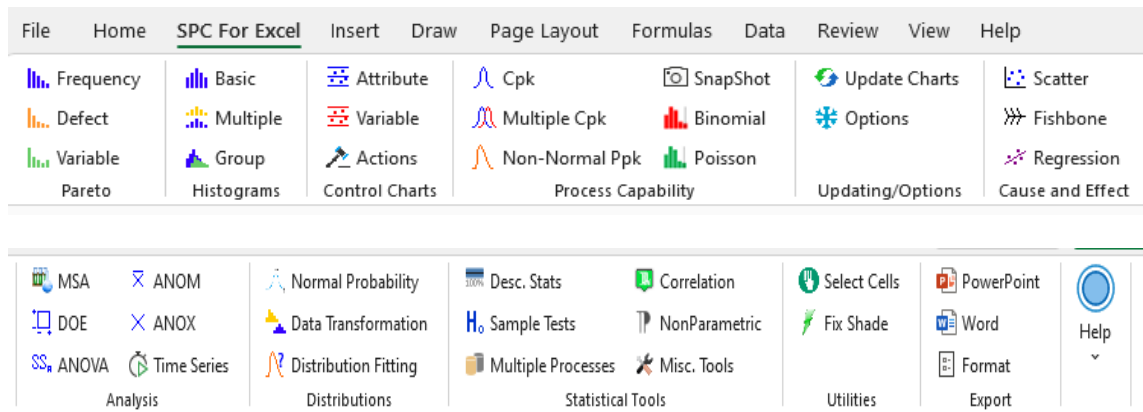 File Home SPC For Excel Insert Draw Page Layout Formulas Data Review View Help
Frequency Basic Attribute Cpk SnapShot Update Charts Scatter
Defect Multiple Variable Multiple Cpk Binomial Options Fishbone
Variable Group Actions Non-Normal Ppk Poisson Regression
Pareto Histograms Control Charts Process Capability Updating/Options Cause and Effect
MSA ANOM Normal Probability Desc. Stats Correlation Select Cells PowerPoint
DOE ANOX Data Transformation H₀ Sample Tests NonParametric Fix Shade Word Help
SS ANOVA Time Series Distribution Fitting Multiple Processes Misc. Tools Format
Analysis Distributions Statistical Tools Utilities Export